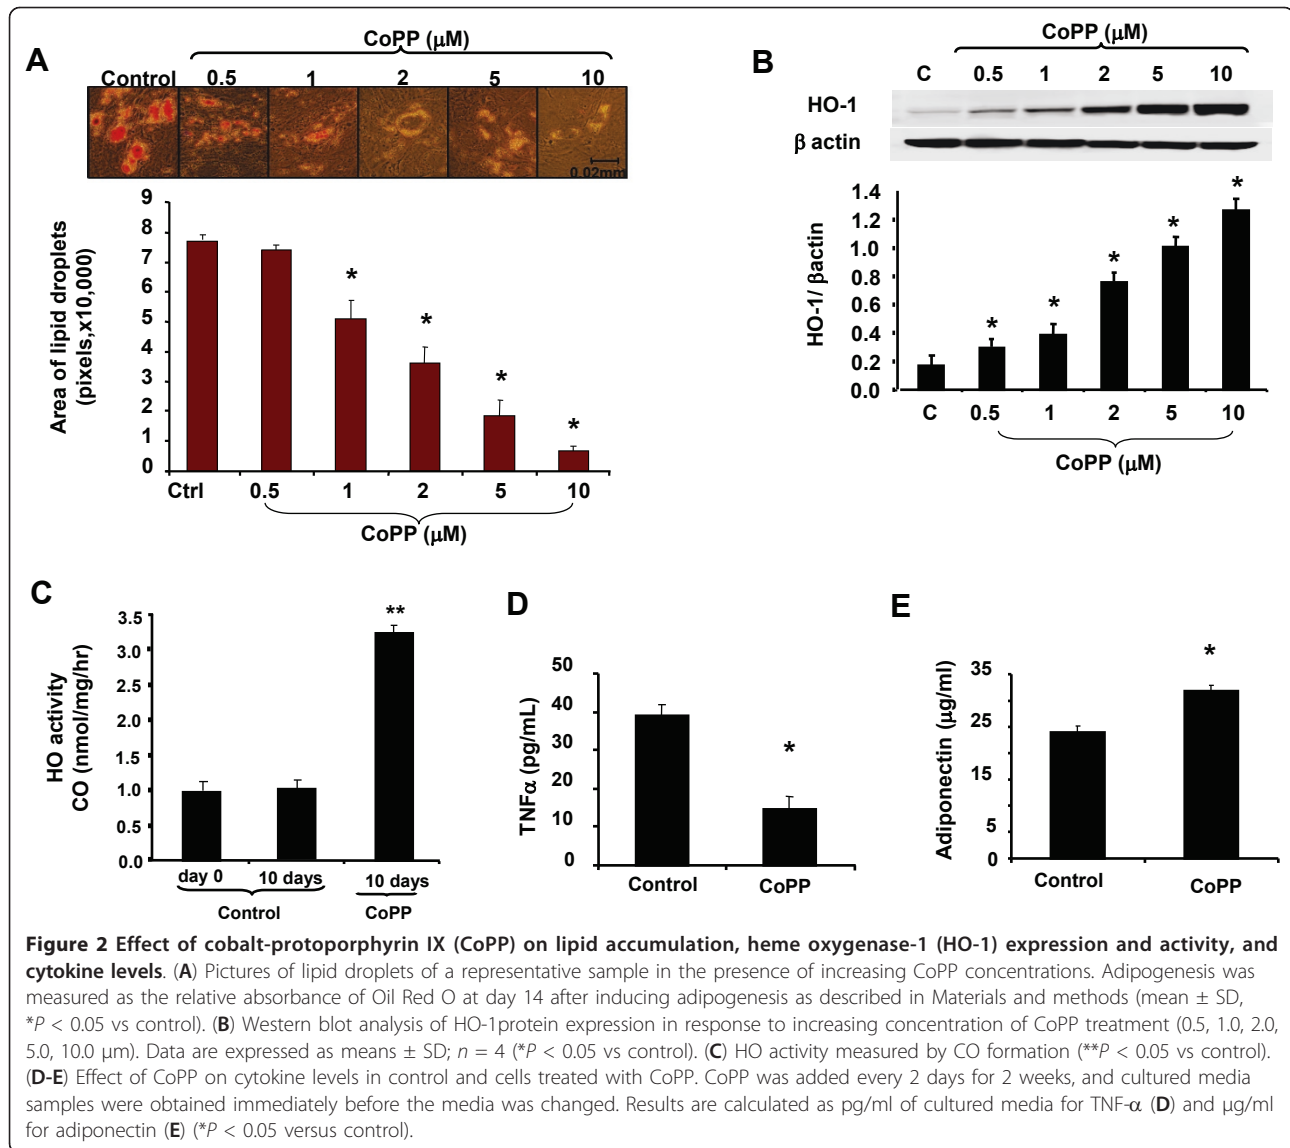 A
CoPP (μM)
Control 0.5 1 2 5 10
0.02mm
Area of lipid droplets
(pixels,x10,000)
9
8
7
6
5
4
3
2
1
0
* * * *
Ctrl 0.5 1 2 5 10
CoPP (μM)
B
CoPP (μM)
C 0.5 1 2 5 10
HO-1
β actin
HO-1/ βactin
1.4
1.2
1.0
0.8
0.6
0.4
0.2
0.0
* * * * *
C 0.5 1 2 5 10
CoPP (μM)
C
HO activity
CO (nmol/mg/hr)
3.5
3.0
2.5
2.0
1.5
1.0
0.5
0.0
**
day 0 10 days 10 days
Control CoPP
D
TNFα (pg/mL)
50
40
30
20
10
0
*
Control CoPP
E
Adiponectin (μg/ml)
35
25
15
5
0
*
Control CoPP
Figure 2 Effect of cobalt-protoporphyrin IX (CoPP) on lipid accumulation, heme oxygenase-1 (HO-1) expression and activity, and
cytokine levels. (A) Pictures of lipid droplets of a representative sample in the presence of increasing CoPP concentrations. Adipogenesis was
measured as the relative absorbance of Oil Red O at day 14 after inducing adipogenesis as described in Materials and methods (mean ± SD,
*P < 0.05 vs control). (B) Western blot analysis of HO-1protein expression in response to increasing concentration of CoPP treatment (0.5, 1.0, 2.0,
5.0, 10.0 μm). Data are expressed as means ± SD; n = 4 (*P < 0.05 vs control). (C) HO activity measured by CO formation (**P < 0.05 vs control).
(D-E) Effect of CoPP on cytokine levels in control and cells treated with CoPP. CoPP was added every 2 days for 2 weeks, and cultured media
samples were obtained immediately before the media was changed. Results are calculated as pg/ml of cultured media for TNF-α (D) and μg/ml
for adiponectin (E) (*P < 0.05 versus control).